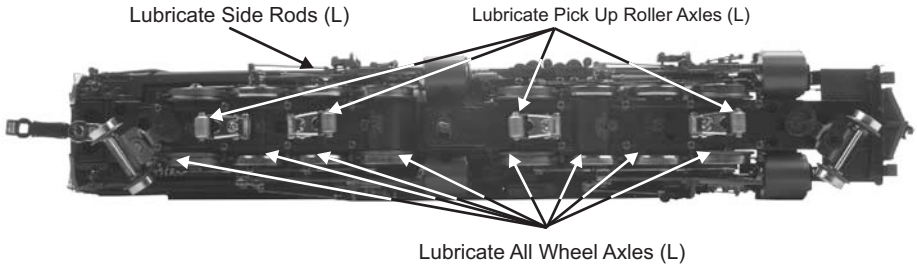 Lubricate Side Rods (L)
Lubricate Pick Up Roller Axles (L)
Lubricate All Wheel Axles (L)